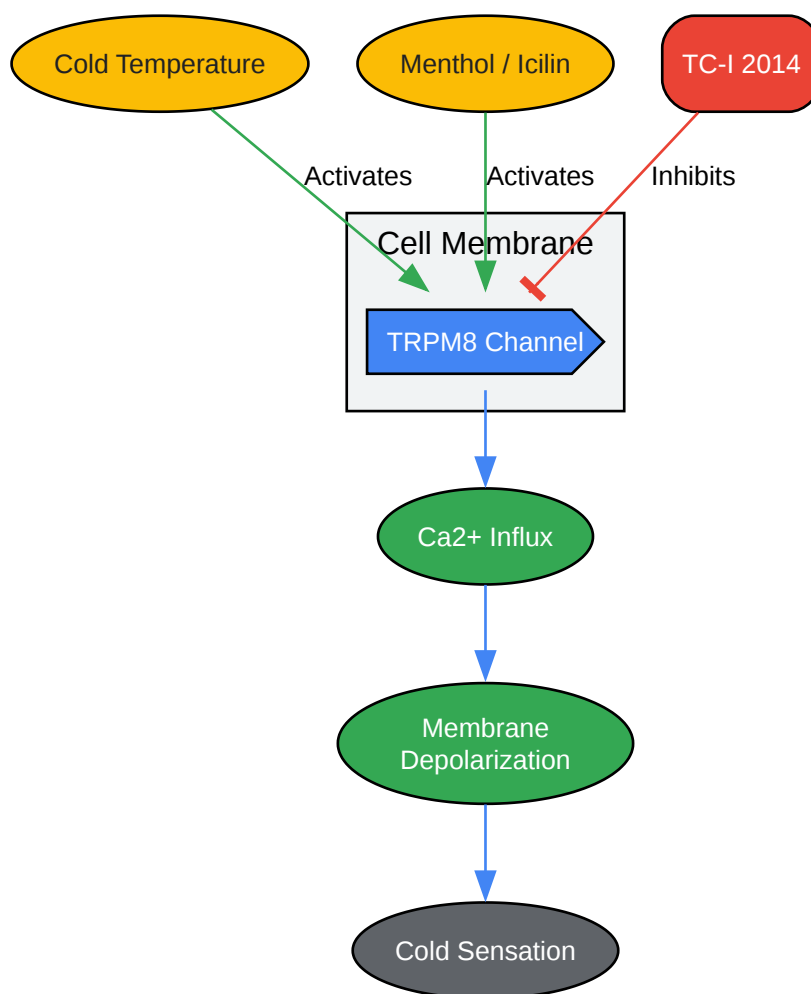 Cold Temperature
Menthol / Icilin
TC-I 2014
Activates
Activates
Inhibits
Cell Membrane
TRPM8 Channel
Ca2+ Influx
Membrane
Depolarization
Cold Sensation